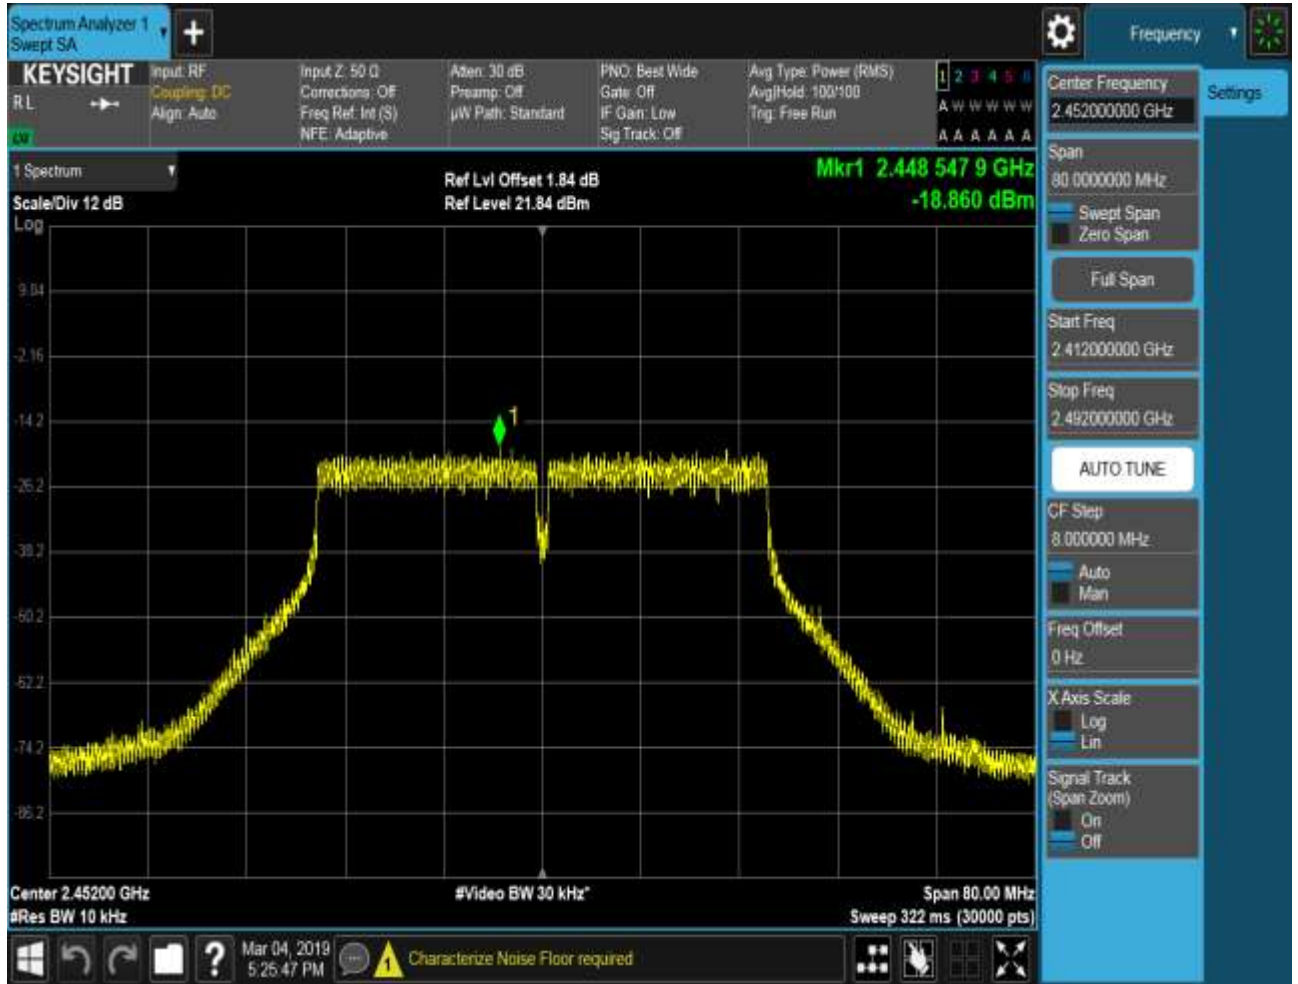 Spectrum Analyzer 1
Swept SA
Frequency
KEYSIGHT
R L
Input: RF
Coupling: DC
Align: Auto
Input Z: 50 Ω
Corrections: Off
Freq Ref: Int (S)
NFE: Adaptive
Atten: 30 dB
Preamp: Off
µW Path: Standard
PNO: Best Wide
Gate: Off
IF Gain: Low
Sig Track: Off
Avg Type: Power (RMS)
Avg|Hold: 100/100
Trig: Free Run
1 2 3 4 5 6
A W W W W W
A A A A A A
1 Spectrum
Scale/Div 12 dB
Log
Ref Lvl Offset 1.84 dB
Ref Level 21.84 dBm
Mkr1 2.448 547 9 GHz
-18.860 dBm
9.84
-2.16
-14.2
-26.2
-38.2
-50.2
-62.2
-74.2
-86.2
1
Center 2.45200 GHz
#Res BW 10 kHz
#Video BW 30 kHz*
Span 80.00 MHz
Sweep 322 ms (30000 pts)
Center Frequency
2.452000000 GHz
Settings
Span
80.0000000 MHz
Swept Span
Zero Span
Full Span
Start Freq
2.412000000 GHz
Stop Freq
2.492000000 GHz
AUTO TUNE
CF Step
8.000000 MHz
Auto
Man
Freq Offset
0 Hz
X Axis Scale
Log
Lin
Signal Track
(Span Zoom)
On
Off
?
Mar 04, 2019
5:25:47 PM
1
Characterize Noise Floor required